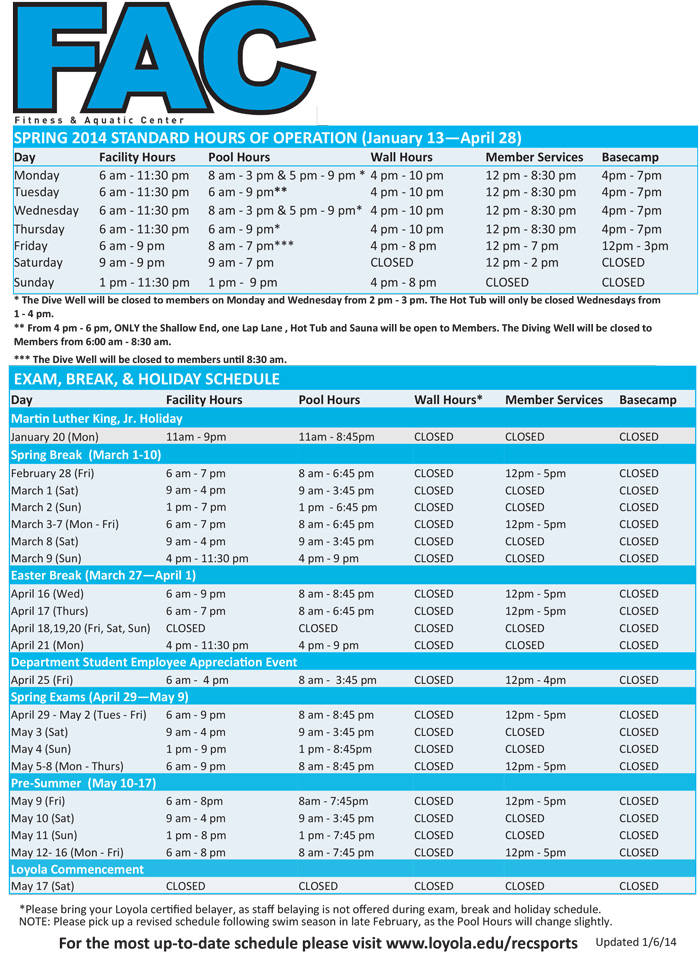 FAC
Fitness & Aquatic Center
SPRING 2014 STANDARD HOURS OF OPERATION (January 13—April 28)
Day Facility Hours Pool Hours Wall Hours Member Services Basecamp
Monday 6 am - 11:30 pm 8 am - 3 pm & 5 pm - 9 pm * 4 pm - 10 pm 12 pm - 8:30 pm 4pm - 7pm
Tuesday 6 am - 11:30 pm 6 am - 9 pm** 4 pm - 10 pm 12 pm - 8:30 pm 4pm - 7pm
Wednesday 6 am - 11:30 pm 8 am - 3 pm & 5 pm - 9 pm* 4 pm - 10 pm 12 pm - 8:30 pm 4pm - 7pm
Thursday 6 am - 11:30 pm 6 am - 9 pm* 4 pm - 10 pm 12 pm - 8:30 pm 4pm - 7pm
Friday 6 am - 9 pm 8 am - 7 pm*** 4 pm - 8 pm 12 pm - 7 pm 12pm - 3pm
Saturday 9 am - 9 pm 9 am - 7 pm CLOSED 12 pm - 2 pm CLOSED
Sunday 1 pm - 11:30 pm 1 pm - 9 pm 4 pm - 8 pm CLOSED CLOSED
* The Dive Well will be closed to members on Monday and Wednesday from 2 pm - 3 pm. The Hot Tub will only be closed Wednesdays from
1 - 4 pm.
** From 4 pm - 6 pm, ONLY the Shallow End, one Lap Lane , Hot Tub and Sauna will be open to Members. The Diving Well will be closed to
Members from 6:00 am - 8:30 am.
*** The Dive Well will be closed to members until 8:30 am.
EXAM, BREAK, & HOLIDAY SCHEDULE
Day Facility Hours Pool Hours Wall Hours* Member Services Basecamp
Martin Luther King, Jr. Holiday
January 20 (Mon) 11am - 9pm 11am - 8:45pm CLOSED CLOSED CLOSED
Spring Break (March 1-10)
February 28 (Fri) 6 am - 7 pm 8 am - 6:45 pm CLOSED 12pm - 5pm CLOSED
March 1 (Sat) 9 am - 4 pm 9 am - 3:45 pm CLOSED CLOSED CLOSED
March 2 (Sun) 1 pm - 7 pm 1 pm - 6:45 pm CLOSED CLOSED CLOSED
March 3-7 (Mon - Fri) 6 am - 7 pm 8 am - 6:45 pm CLOSED 12pm - 5pm CLOSED
March 8 (Sat) 9 am - 4 pm 9 am - 3:45 pm CLOSED CLOSED CLOSED
March 9 (Sun) 4 pm - 11:30 pm 4 pm - 9 pm CLOSED CLOSED CLOSED
Easter Break (March 27—April 1)
April 16 (Wed) 6 am - 9 pm 8 am - 8:45 pm CLOSED 12pm - 5pm CLOSED
April 17 (Thurs) 6 am - 7 pm 8 am - 6:45 pm CLOSED 12pm - 5pm CLOSED
April 18,19,20 (Fri, Sat, Sun) CLOSED CLOSED CLOSED CLOSED CLOSED
April 21 (Mon) 4 pm - 11:30 pm 4 pm - 9 pm CLOSED CLOSED CLOSED
Department Student Employee Appreciation Event
April 25 (Fri) 6 am - 4 pm 8 am - 3:45 pm CLOSED 12pm - 4pm CLOSED
Spring Exams (April 29—May 9)
April 29 - May 2 (Tues - Fri) 6 am - 9 pm 8 am - 8:45 pm CLOSED 12pm - 5pm CLOSED
May 3 (Sat) 9 am - 4 pm 9 am - 3:45 pm CLOSED CLOSED CLOSED
May 4 (Sun) 1 pm - 9 pm 1 pm - 8:45pm CLOSED CLOSED CLOSED
May 5-8 (Mon - Thurs) 6 am - 9 pm 8 am - 8:45 pm CLOSED 12pm - 5pm CLOSED
Pre-Summer (May 10-17)
May 9 (Fri) 6 am - 8pm 8am - 7:45pm CLOSED 12pm - 5pm CLOSED
May 10 (Sat) 9 am - 4 pm 9 am - 3:45 pm CLOSED CLOSED CLOSED
May 11 (Sun) 1 pm - 8 pm 1 pm - 7:45 pm CLOSED CLOSED CLOSED
May 12- 16 (Mon - Fri) 6 am - 8 pm 8 am - 7:45 pm CLOSED 12pm - 5pm CLOSED
Loyola Commencement
May 17 (Sat) CLOSED CLOSED CLOSED CLOSED CLOSED
*Please bring your Loyola certified belayer, as staff belaying is not offered during exam, break and holiday schedule.
NOTE: Please pick up a revised schedule following swim season in late February, as the Pool Hours will change slightly.
For the most up-to-date schedule please visit www.loyola.edu/recsports Updated 1/6/14